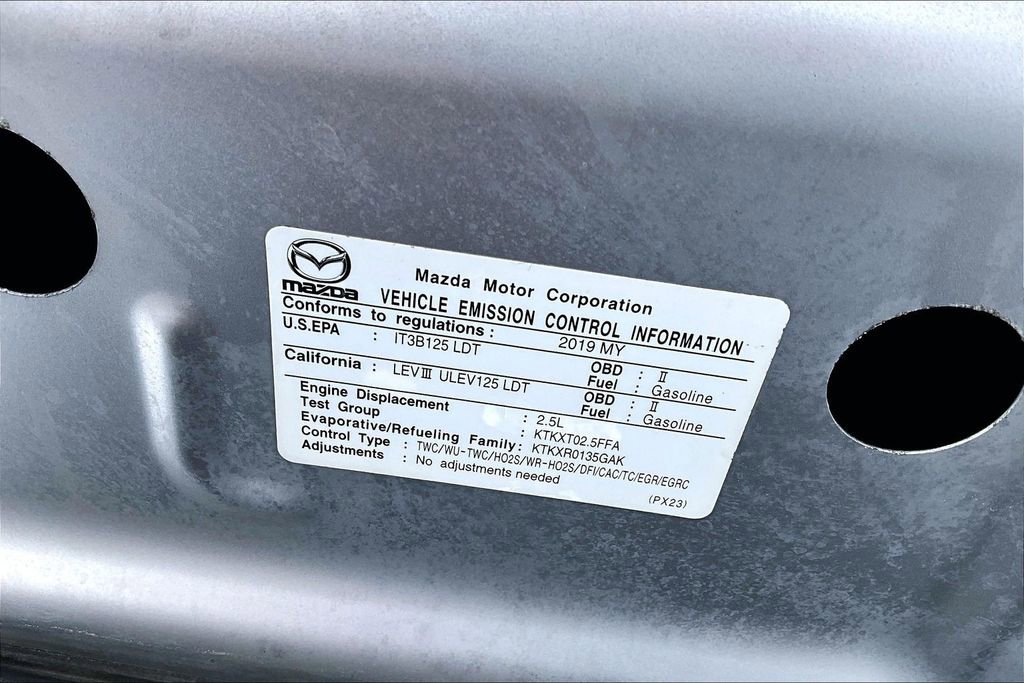 mazda
Mazda Motor Corporation
VEHICLE EMISSION CONTROL INFORMATION
Conforms to regulations : 2019 MY
U.S.EPA : IT3B125 LDT OBD : II
Fuel : Gasoline
California : LEVIII ULEV125 LDT OBD : II
Fuel : Gasoline
Engine Displacement : 2.5L
Test Group : KTKXT02.5FFA
Evaporative/Refueling Family : KTKXR0135GAK
Control Type : TWC/WU-TWC/HO2S/WR-HO2S/DFI/CAC/TC/EGR/EGRC
Adjustments : No adjustments needed
(PX23)